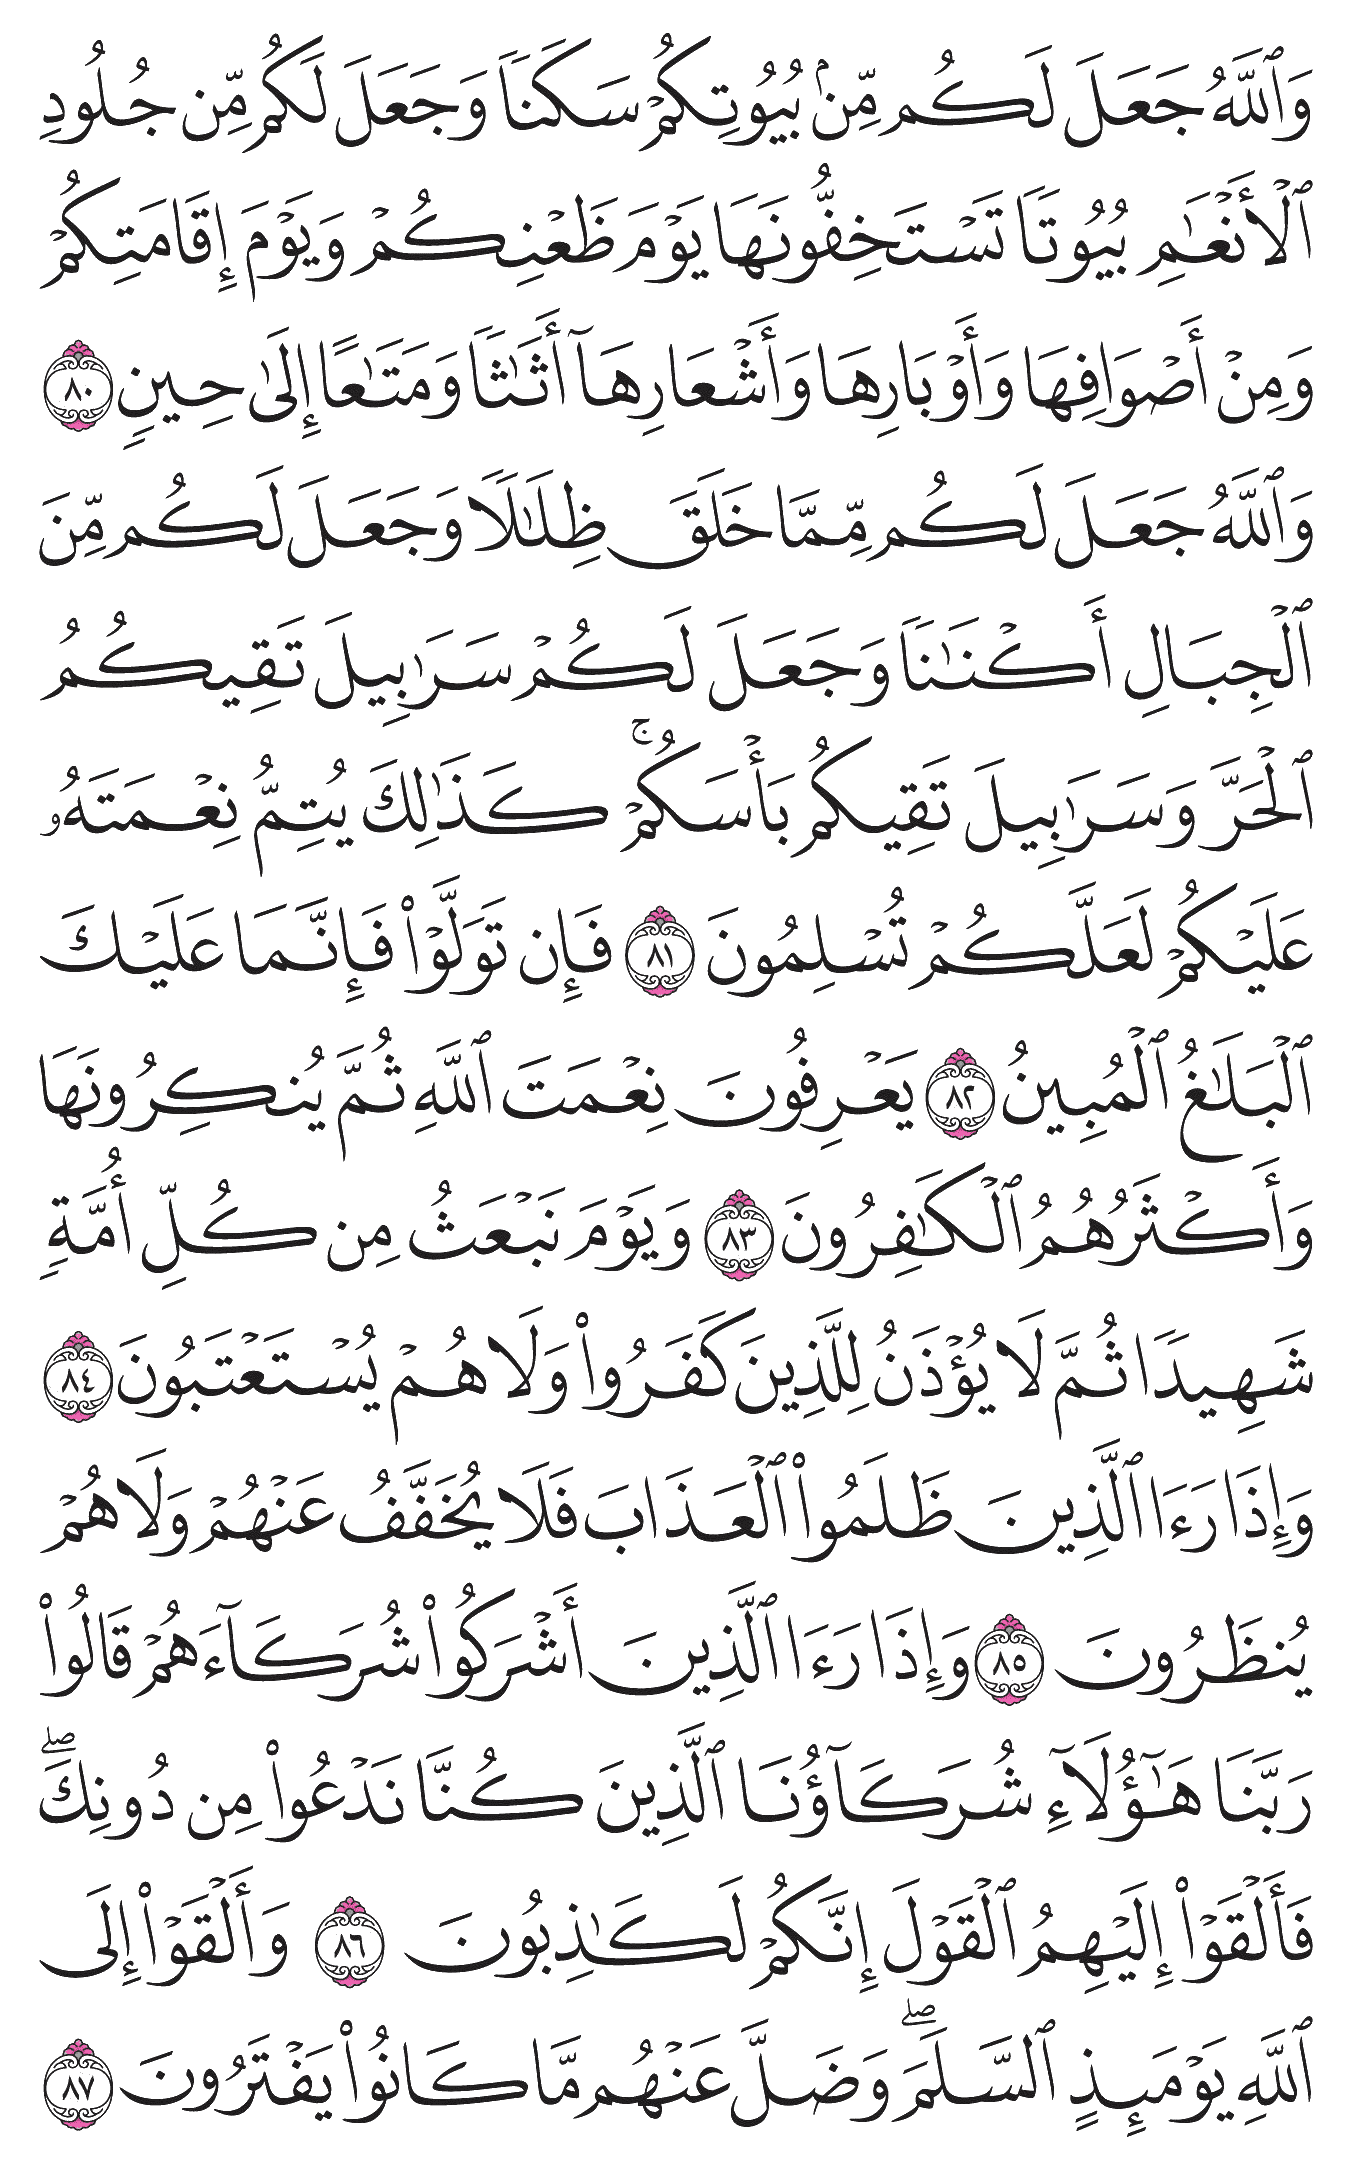 وَٱللَّهُ جَعَلَ لَكُم مِّنۢ بُيُوتِكُمْ سَكَنًا وَجَعَلَ لَكُم مِّن جُلُودِ
ٱلْأَنْعَـٰمِ بُيُوتًا تَسْتَخِفُّونَهَا يَوْمَ ظَعْنِكُمْ وَيَوْمَ إِقَامَتِكُمْ
وَمِنْ أَصْوَافِهَا وَأَوْبَارِهَا وَأَشْعَارِهَآ أَثَـٰثًا وَمَتَـٰعًا إِلَىٰ حِينٍ ٨٠
وَٱللَّهُ جَعَلَ لَكُم مِّمَّا خَلَقَ ظِلَـٰلًا وَجَعَلَ لَكُم مِّنَ
ٱلْجِبَالِ أَكْنَـٰنًا وَجَعَلَ لَكُمْ سَرَٰبِيلَ تَقِيكُمُ
ٱلْحَرَّ وَسَرَٰبِيلَ تَقِيكُم بَأْسَكُمْ ۚ كَذَٰلِكَ يُتِمُّ نِعْمَتَهُۥ
عَلَيْكُمْ لَعَلَّكُمْ تُسْلِمُونَ ٨١ فَإِن تَوَلَّوْا۟ فَإِنَّمَا عَلَيْكَ
ٱلْبَلَـٰغُ ٱلْمُبِينُ ٨٢ يَعْرِفُونَ نِعْمَتَ ٱللَّهِ ثُمَّ يُنكِرُونَهَا
وَأَكْثَرُهُمُ ٱلْكَـٰفِرُونَ ٨٣ وَيَوْمَ نَبْعَثُ مِن كُلِّ أُمَّةٍ
شَهِيدًا ثُمَّ لَا يُؤْذَنُ لِلَّذِينَ كَفَرُوا۟ وَلَا هُمْ يُسْتَعْتَبُونَ ٨٤
وَإِذَا رَءَا ٱلَّذِينَ ظَلَمُوا۟ ٱلْعَذَابَ فَلَا يُخَفَّفُ عَنْهُمْ وَلَا هُمْ
يُنظَرُونَ ٨٥ وَإِذَا رَءَا ٱلَّذِينَ أَشْرَكُوا۟ شُرَكَآءَهُمْ قَالُوا۟
رَبَّنَا هَـٰٓؤُلَآءِ شُرَكَآؤُنَا ٱلَّذِينَ كُنَّا نَدْعُوا۟ مِن دُونِكَ ۖ
فَأَلْقَوْا۟ إِلَيْهِمُ ٱلْقَوْلَ إِنَّكُمْ لَكَـٰذِبُونَ ٨٦ وَأَلْقَوْا۟ إِلَى
ٱللَّهِ يَوْمَئِذٍ ٱلسَّلَمَ ۖ وَضَلَّ عَنْهُم مَّا كَانُوا۟ يَفْتَرُونَ ٨٧